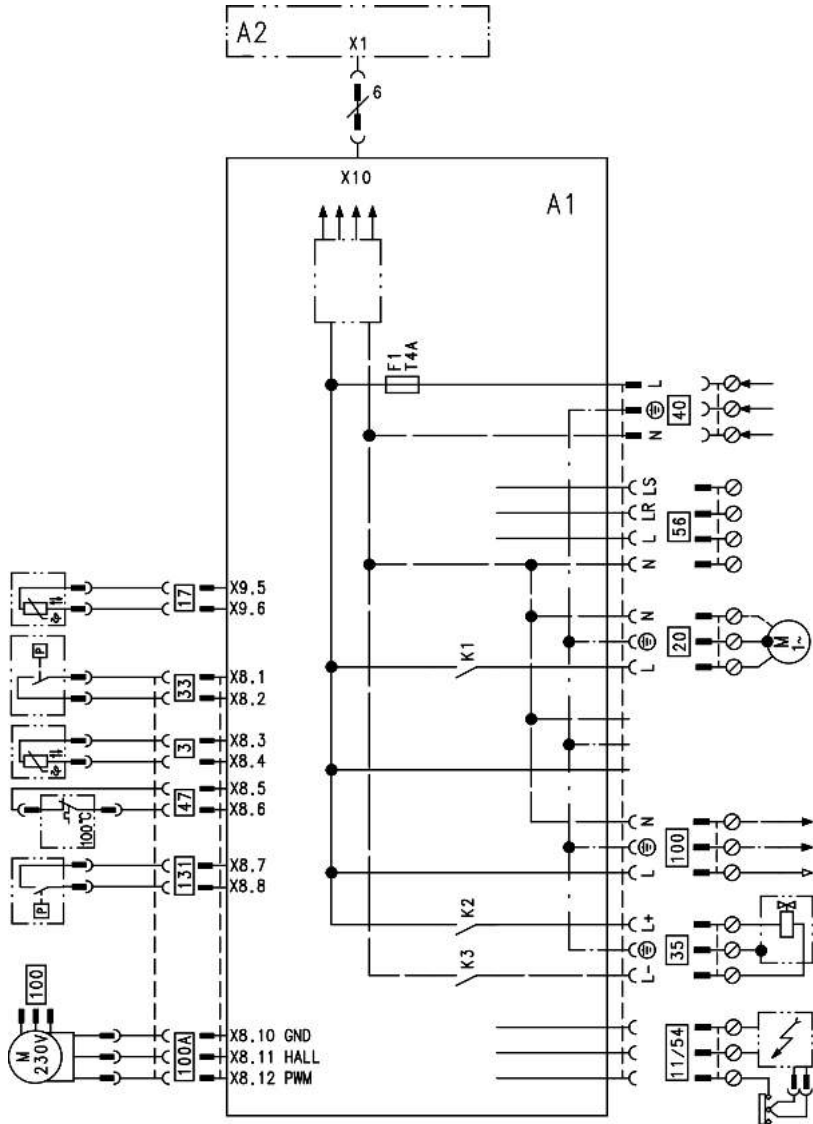 A2
X1
6
X10
A1
F1
T4A
L
40
N
LS
LR
L
56
N
X9.5
17
X9.6
N
20
M
1~
K1
L
P
X8.1
33
X8.2
X8.3
3
X8.4
X8.5
47
X8.6
100°C
N
100
L
X8.7
131
X8.8
P
K2
L+
35
K3
L-
100
M
230V
X8.10 GND
100A
X8.11 HALL
X8.12 PWM
11/54